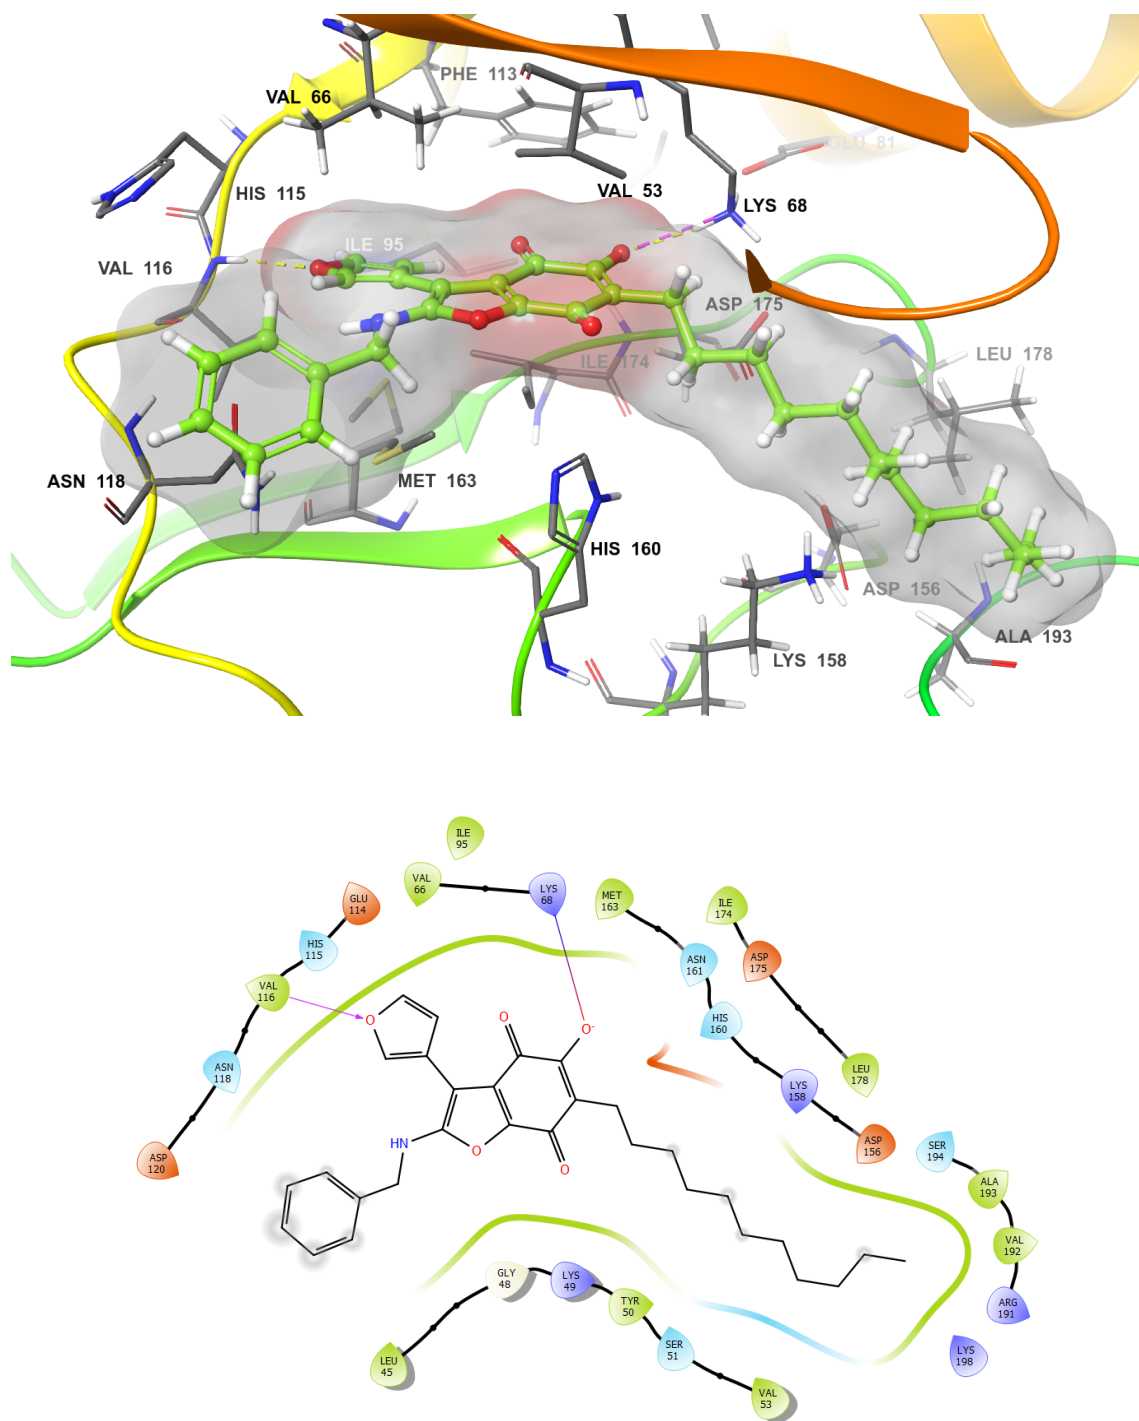 PHE 113
VAL 66
GLU 81
HIS 115
VAL 53
LYS 68
ILE 95
VAL 116
ASP 175
ILE 174
LEU 178
ASN 118
MET 163
HIS 160
ASP 156
LYS 158
ALA 193
ILE
95
VAL
66
LYS
68
GLU
114
HIS
115
VAL
116
ASN
118
ASP
120
MET
163
ASN
161
HIS
160
LYS
158
ASP
156
ILE
174
ASP
175
LEU
178
SER
194
ALA
193
VAL
192
ARG
191
LYS
198
O
O
O-
HN
O
O
GLY
48
LYS
49
TYR
50
SER
51
VAL
53
LEU
45